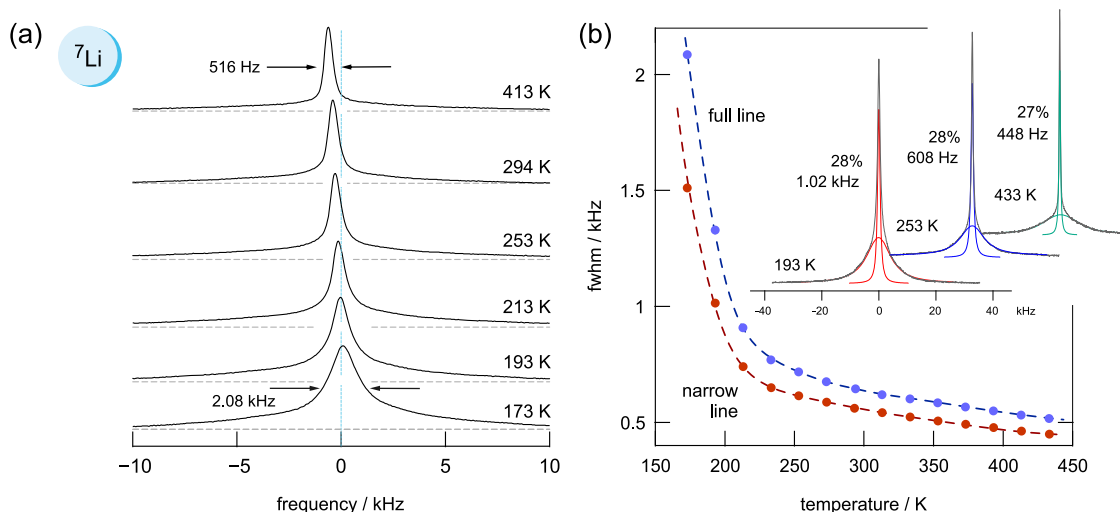 (a)
⁷Li
516 Hz
413 K
294 K
253 K
213 K
193 K
2.08 kHz
173 K
−10
−5
0
5
10
frequency / kHz
(b)
2
1.5
1
0.5
fwhm / kHz
full line
narrow
line
28%
1.02 kHz
193 K
28%
608 Hz
253 K
27%
448 Hz
433 K
−40
−20
0
20
40
kHz
150
200
250
300
350
400
450
temperature / K